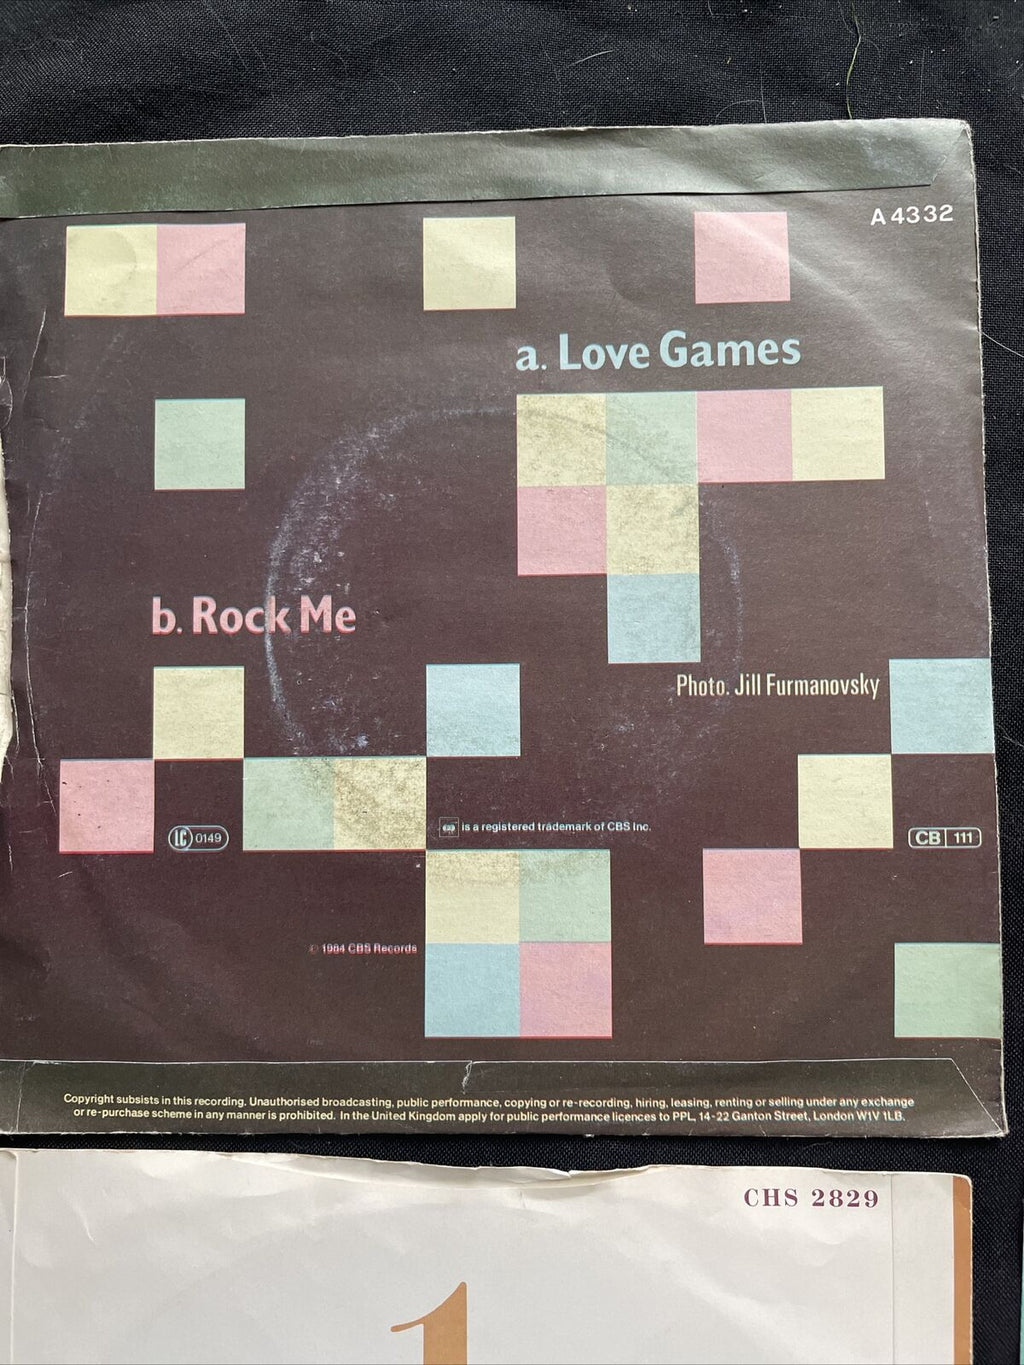 A 4332
a. Love Games
b. Rock Me
Photo. Jill Furmanovsky
LC 0149
is a registered trademark of CBS Inc.
CB 111
© 1984 CBS Records
Copyright subsists in this recording. Unauthorised broadcasting, public performance, copying or re-recording, hiring, leasing, renting or selling under any exchange
or re-purchase scheme in any manner is prohibited. In the United Kingdom apply for public performance licences to PPL, 14-22 Ganton Street, London W1V 1LB.
CHS 2829
1